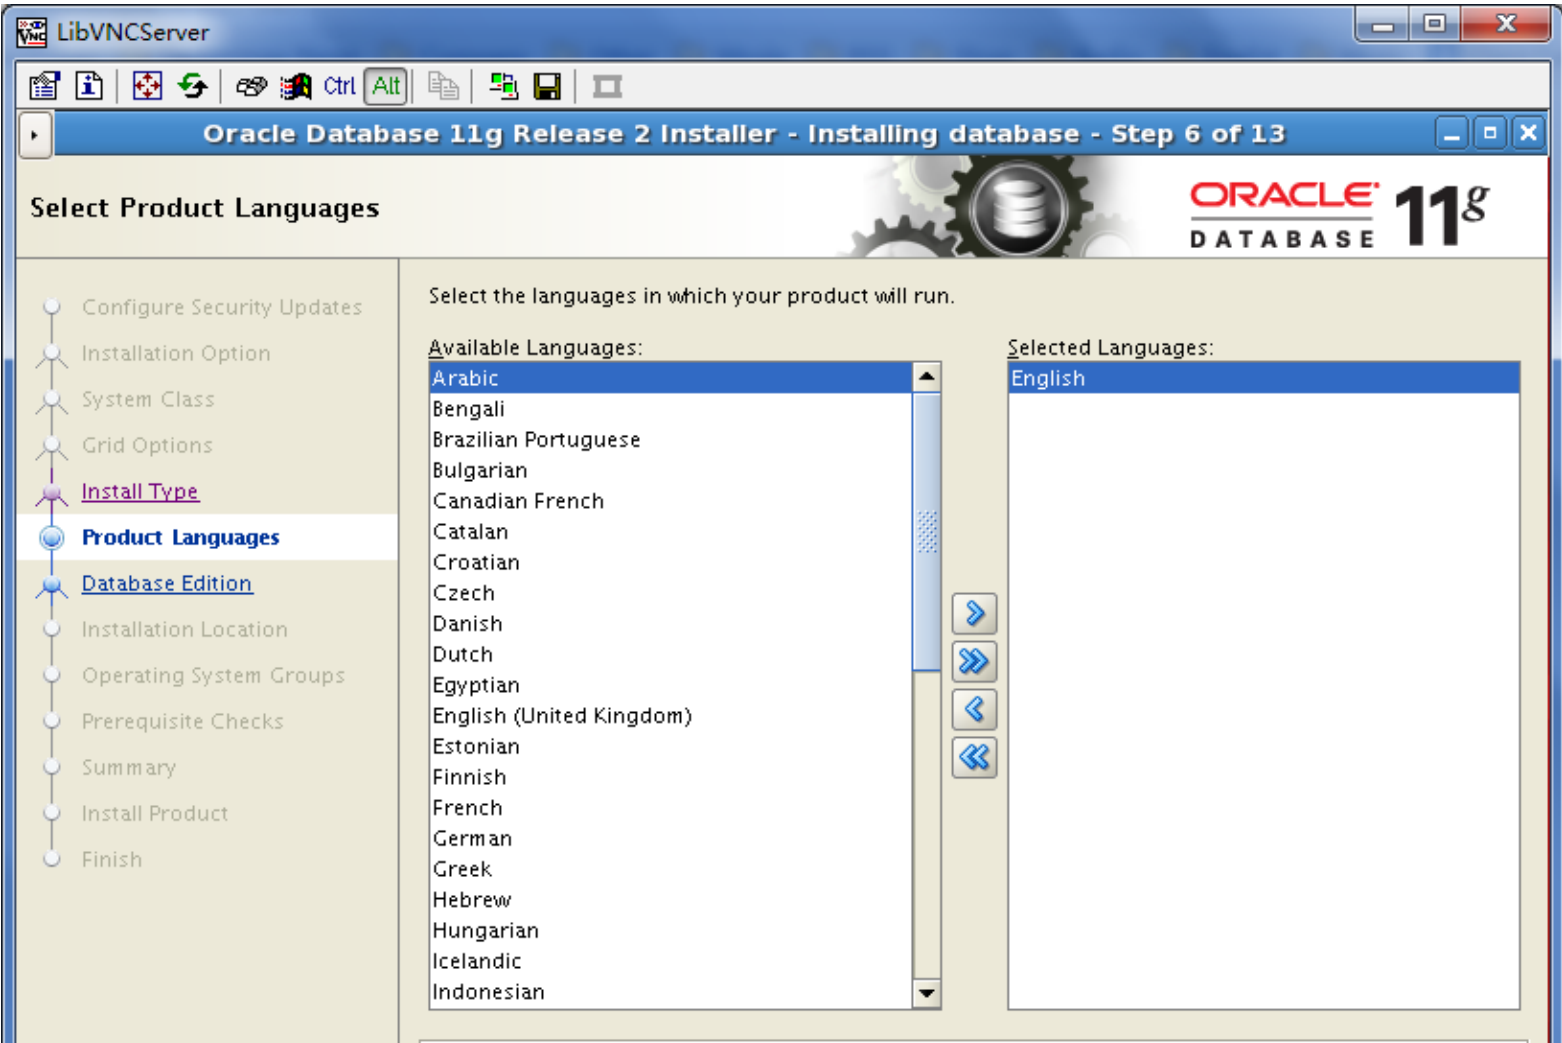 LibVNCServer
Ctrl Alt
Oracle Database 11g Release 2 Installer - Installing database - Step 6 of 13
Select Product Languages
ORACLE
DATABASE
11g
Configure Security Updates
Installation Option
System Class
Grid Options
Install Type
Product Languages
Database Edition
Installation Location
Operating System Groups
Prerequisite Checks
Summary
Install Product
Finish
Select the languages in which your product will run.
Available Languages:
Arabic
Bengali
Brazilian Portuguese
Bulgarian
Canadian French
Catalan
Croatian
Czech
Danish
Dutch
Egyptian
English (United Kingdom)
Estonian
Finnish
French
German
Greek
Hebrew
Hungarian
Icelandic
Indonesian
Selected Languages:
English